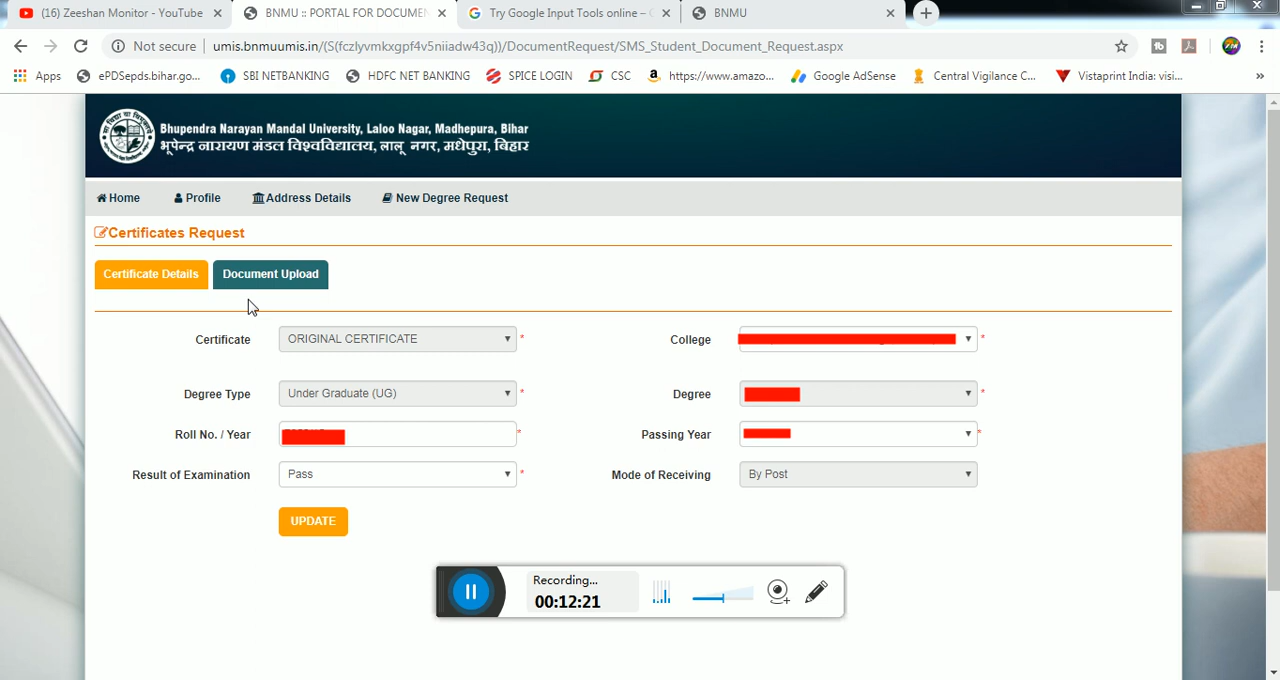 (16) Zeeshan Monitor - YouTube
BNMU :: PORTAL FOR DOCUMEN
Try Google Input Tools online –
BNMU
Not secure
umis.bnmuumis.in/(S(fczlyvmkxgpf4v5niiadw43q))/DocumentRequest/SMS_Student_Document_Request.aspx
Apps
ePDSepds.bihar.go...
SBI NETBANKING
HDFC NET BANKING
SPICE LOGIN
CSC
https://www.amazo...
Google AdSense
Central Vigilance C...
Vistaprint India: visi...
»
Bhupendra Narayan Mandal University, Laloo Nagar, Madhepura, Bihar
भूपेन्द्र नारायण मंडल विश्वविद्यालय, लालू नगर, मधेपुरा, बिहार
Home
Profile
Address Details
New Degree Request
Certificates Request
Certificate Details
Document Upload
Certificate
ORIGINAL CERTIFICATE
*
College
*
Degree Type
Under Graduate (UG)
*
Degree
*
Roll No. / Year
*
Passing Year
*
Result of Examination
Pass
*
Mode of Receiving
By Post
UPDATE
Recording...
00:12:21